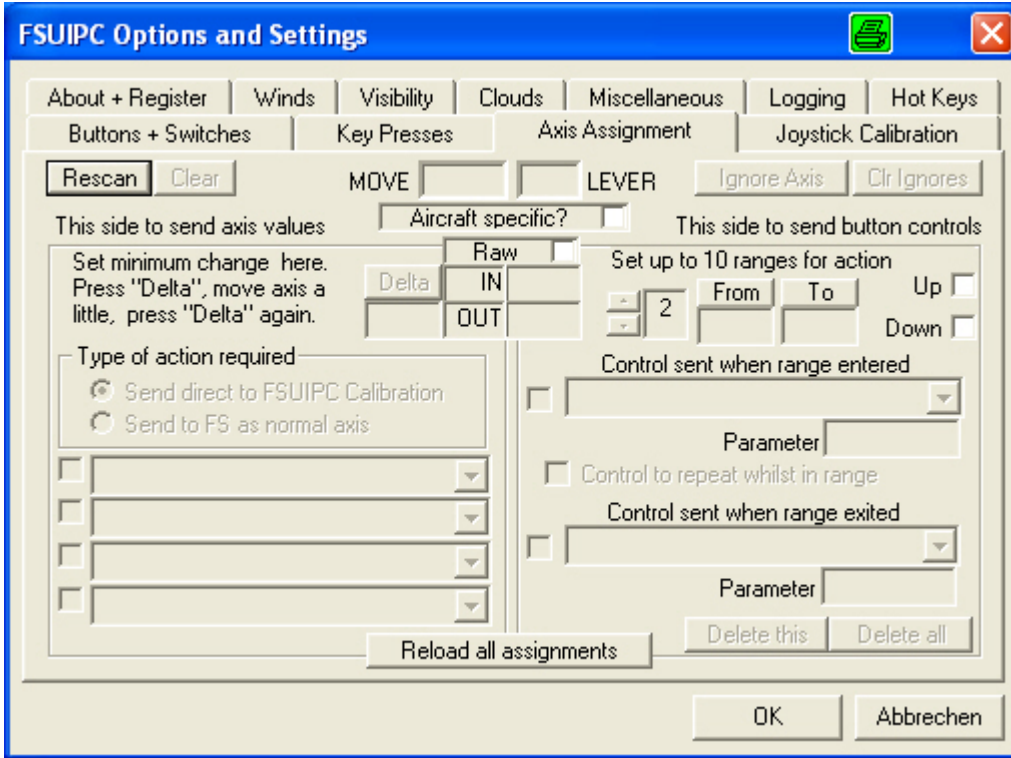 FSUIPC Options and Settings
About + Register Winds Visibility Clouds Miscellaneous Logging Hot Keys
Buttons + Switches Key Presses Axis Assignment Joystick Calibration
Rescan Clear MOVE LEVER Ignore Axis Clr Ignores
Aircraft specific?
This side to send axis values This side to send button controls
Set minimum change here.
Press "Delta", move axis a
little, press "Delta" again.
Raw
Delta IN
OUT
Set up to 10 ranges for action
2 From To Up
Down
Type of action required
Send direct to FSUIPC Calibration
Send to FS as normal axis
Control sent when range entered
Parameter
Control to repeat whilst in range
Control sent when range exited
Parameter
Delete this Delete all
Reload all assignments
OK Abbrechen